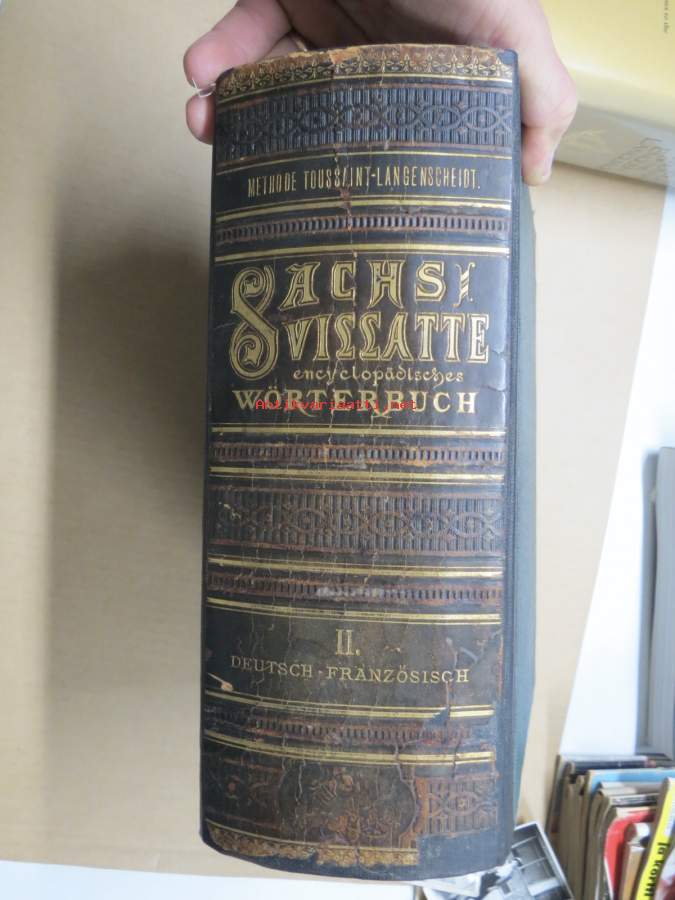 METHODE TOUSSAINT-LANGENSCHEIDT.
SACHS-
VILLATTE
encyclopädisches
WÖRTERBUCH
Antikvariaatti.net
II.
DEUTSCH-FRANZÖSISCH